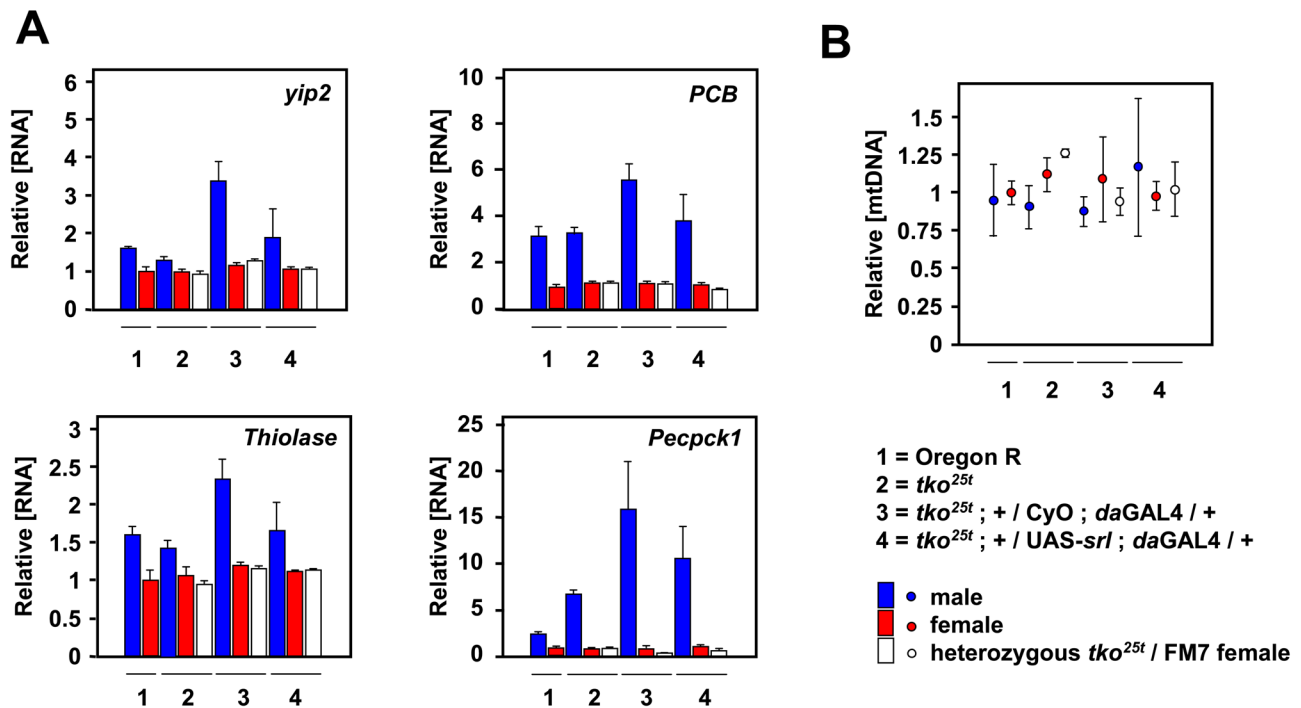 A
yip2
Relative [RNA]
6
5
4
3
2
1
0
1 2 3 4
PCB
Relative [RNA]
10
8
6
4
2
0
1 2 3 4
Thiolase
Relative [RNA]
3
2.5
2
1.5
1
0.5
0
1 2 3 4
Pecpck1
Relative [RNA]
25
20
15
10
5
0
1 2 3 4
B
Relative [mtDNA]
1.5
1.25
1
0.75
0.5
0.25
0
1 2 3 4
1 = Oregon R
2 = tko25t
3 = tko25t ; + / CyO ; daGAL4 / +
4 = tko25t ; + / UAS-srl ; daGAL4 / +
male
female
heterozygous tko25t / FM7 female